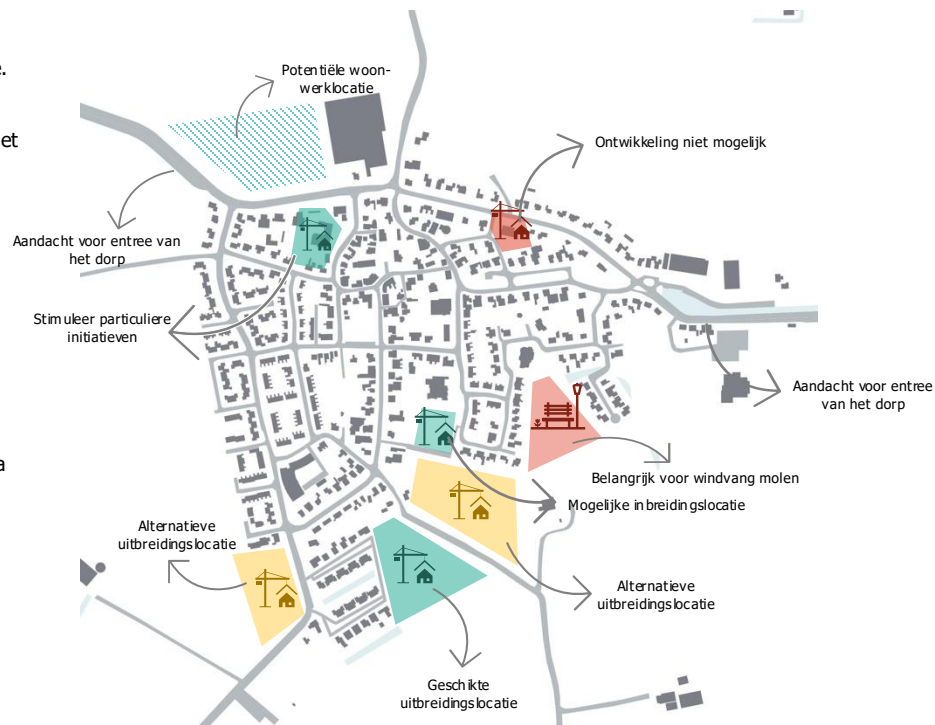 e.
Potentiële woon-
werklocatie
et
Ontwikkeling niet mogelijk
Aandacht voor entree van
het dorp
Stimuleer particuliere
initiatieven
Aandacht voor entree
van het dorp
a
Belangrijk voor windvang molen
Mogelijke inbreidingslocatie
Alternatieve
uitbreidingslocatie
Alternatieve
uitbreidingslocatie
Geschikte
uitbreidingslocatie